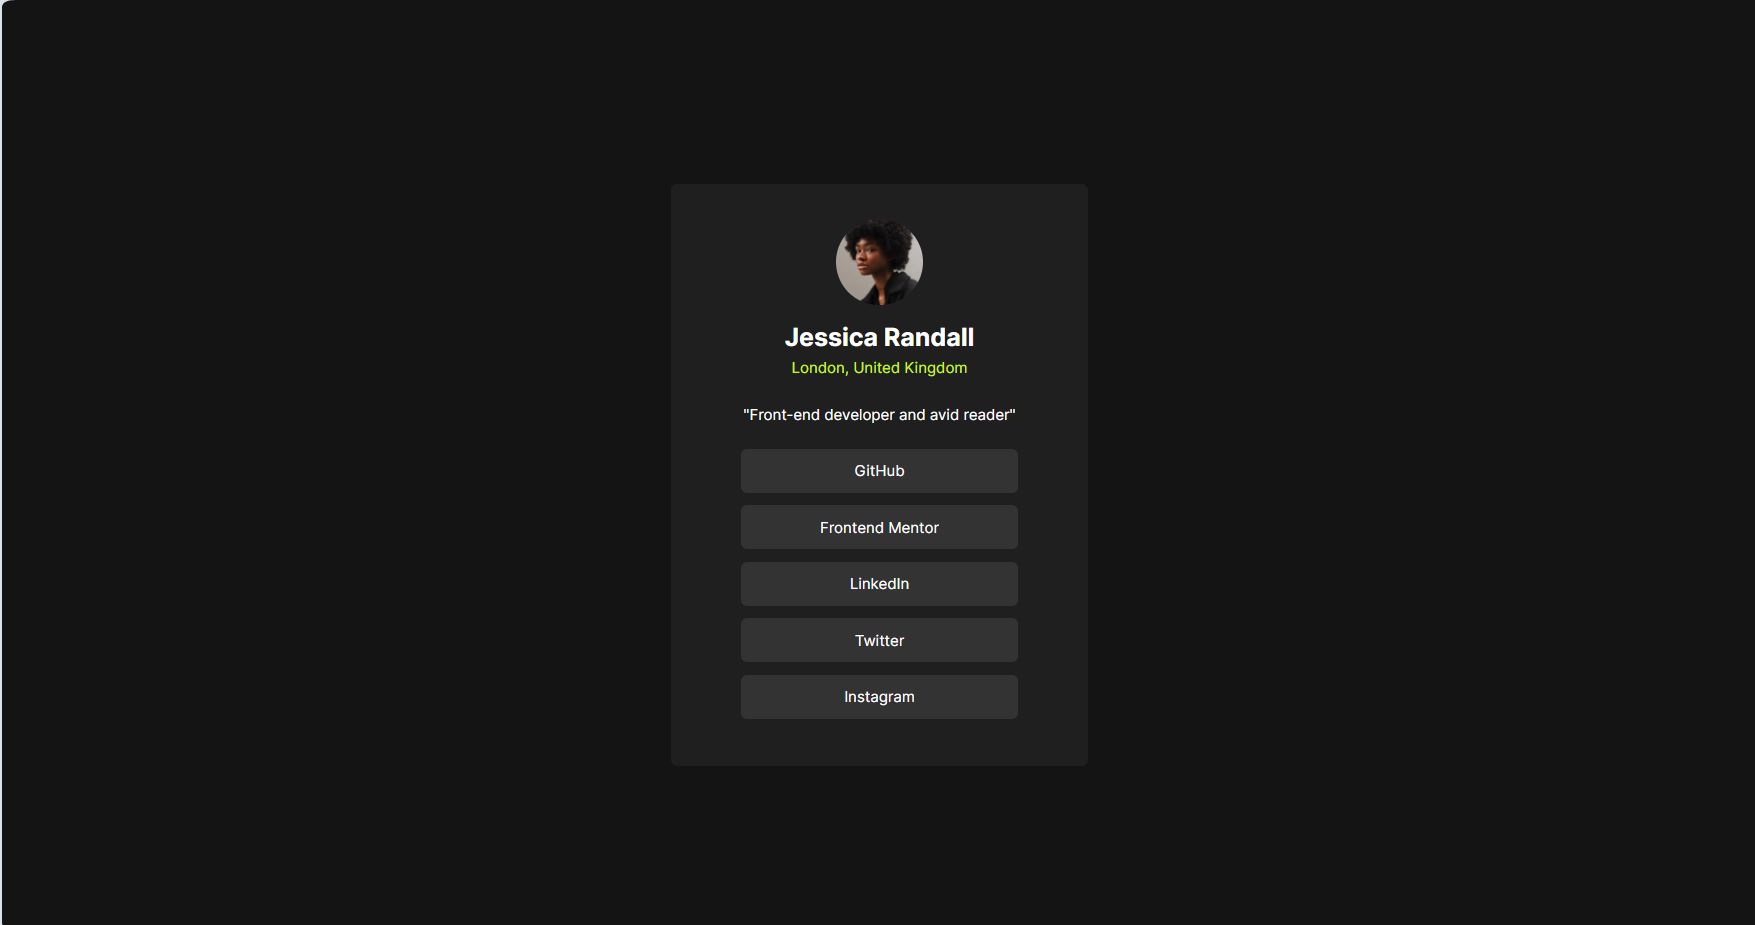 Jessica Randall
London, United Kingdom
"Front-end developer and avid reader"
GitHub
Frontend Mentor
LinkedIn
Twitter
Instagram